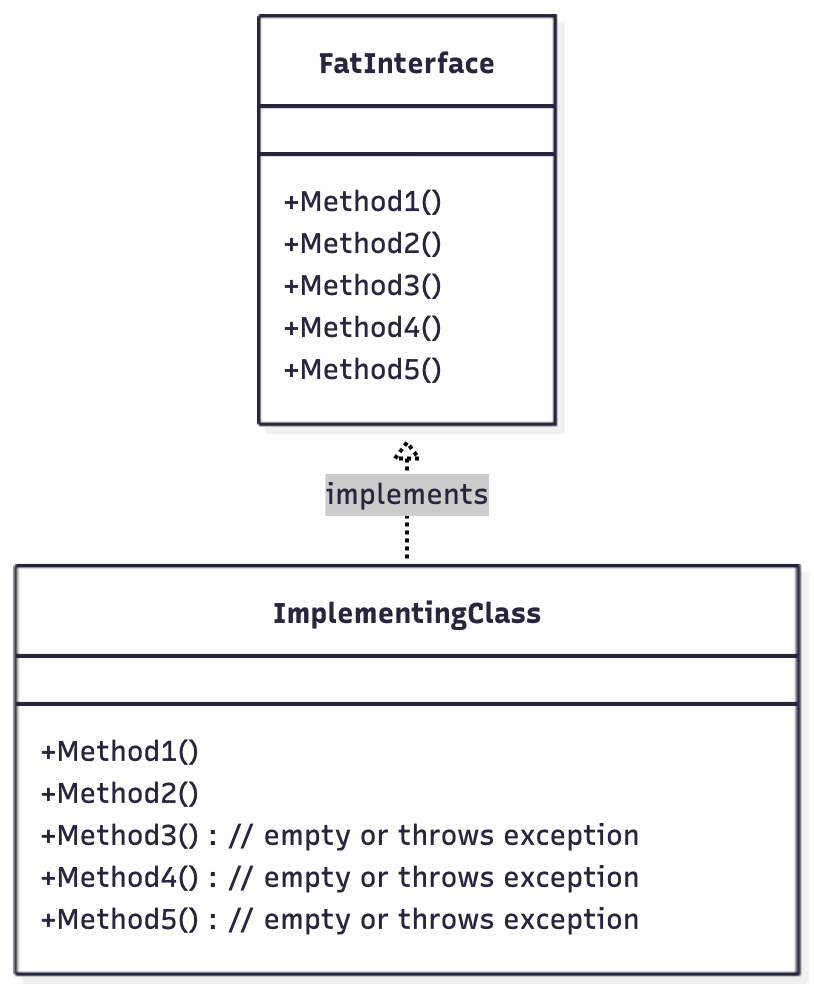 FatInterface
+Method1()
+Method2()
+Method3()
+Method4()
+Method5()
implements
ImplementingClass
+Method1()
+Method2()
+Method3() : // empty or throws exception
+Method4() : // empty or throws exception
+Method5() : // empty or throws exception